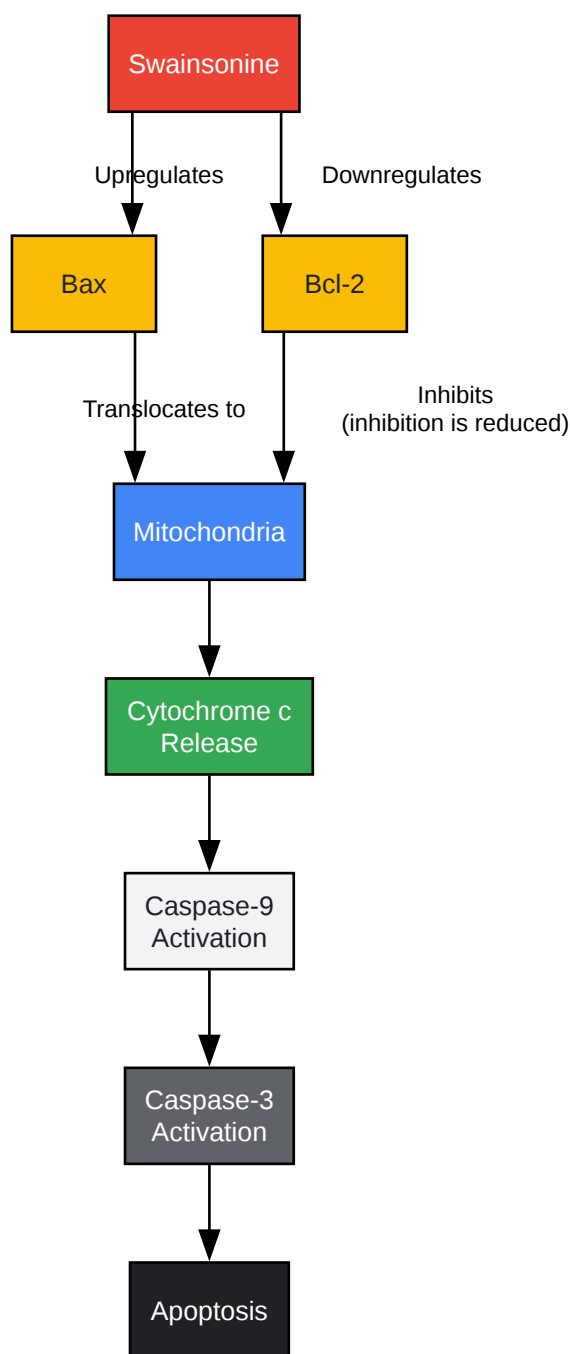 Swainsonine
Upregulates
Downregulates
Bax
Bcl-2
Translocates to
Inhibits
(inhibition is reduced)
Mitochondria
Cytochrome c
Release
Caspase-9
Activation
Caspase-3
Activation
Apoptosis